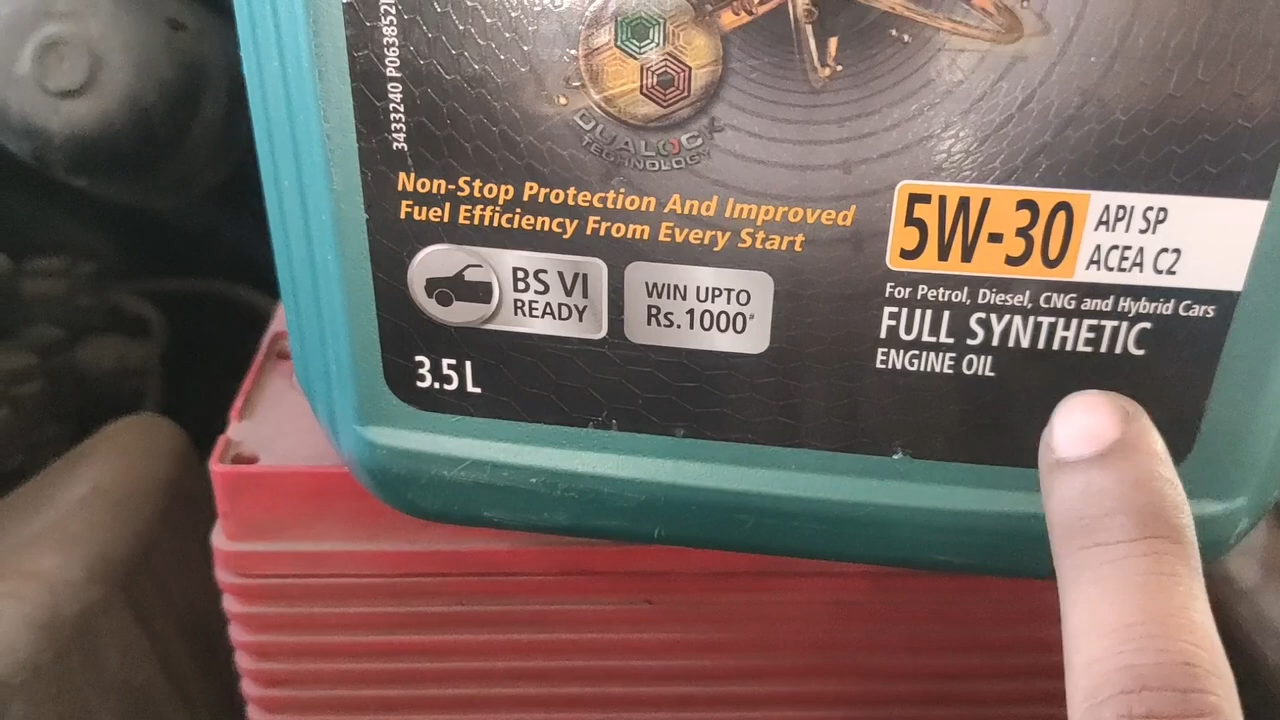 3433240 P063852
DUALOCK
TECHNOLOGY
Non-Stop Protection And Improved
Fuel Efficiency From Every Start
BS VI
READY
WIN UPTO
Rs.1000#
3.5L
5W-30
API SP
ACEA C2
For Petrol, Diesel, CNG and Hybrid Cars
FULL SYNTHETIC
ENGINE OIL